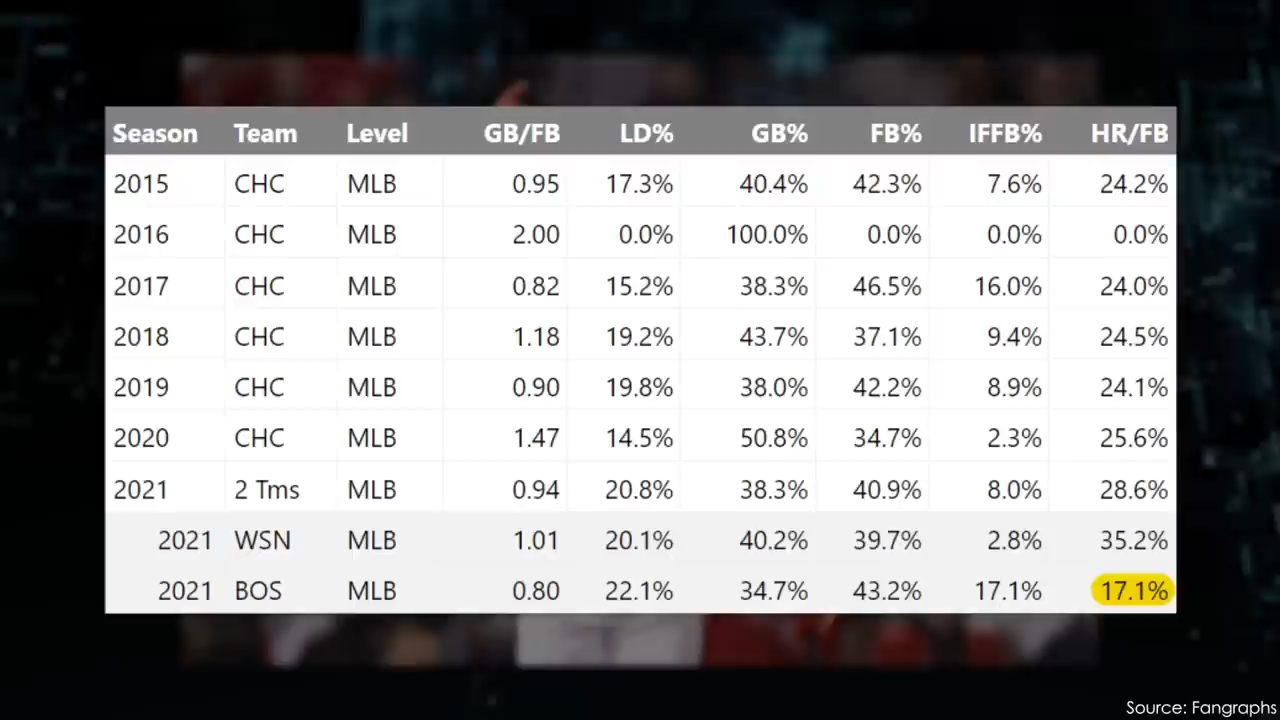 Season Team Level GB/FB LD% GB% FB% IFFB% HR/FB
2015 CHC MLB 0.95 17.3% 40.4% 42.3% 7.6% 24.2%
2016 CHC MLB 2.00 0.0% 100.0% 0.0% 0.0% 0.0%
2017 CHC MLB 0.82 15.2% 38.3% 46.5% 16.0% 24.0%
2018 CHC MLB 1.18 19.2% 43.7% 37.1% 9.4% 24.5%
2019 CHC MLB 0.90 19.8% 38.0% 42.2% 8.9% 24.1%
2020 CHC MLB 1.47 14.5% 50.8% 34.7% 2.3% 25.6%
2021 2 Tms MLB 0.94 20.8% 38.3% 40.9% 8.0% 28.6%
2021 WSN MLB 1.01 20.1% 40.2% 39.7% 2.8% 35.2%
2021 BOS MLB 0.80 22.1% 34.7% 43.2% 17.1% 17.1%
Source: Fangraphs